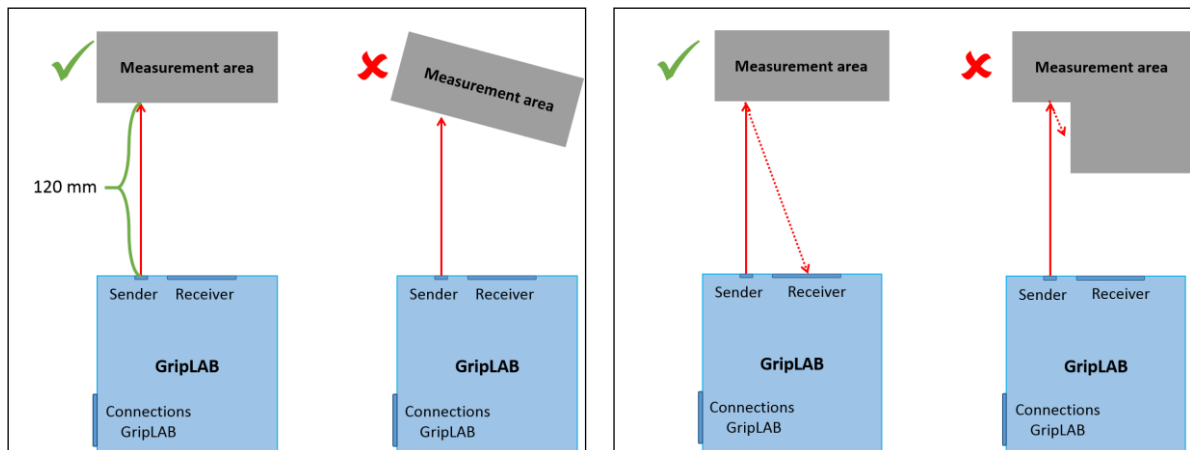 Measurement area
Measurement area
120 mm
Sender
Receiver
GripLAB
Connections
GripLAB
Sender
Receiver
GripLAB
Connections
GripLAB
Measurement area
Measurement area
Sender
Receiver
GripLAB
Connections
GripLAB
Sender
Receiver
GripLAB
Connections
GripLAB